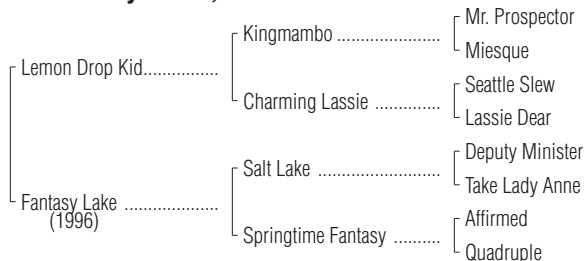 Mr. Prospector
Kingmambo ..................
Miesque
Lemon Drop Kid...............
Seattle Slew
Charming Lassie .............
Lassie Dear
Deputy Minister
Salt Lake ........................
Take Lady Anne
Fantasy Lake ...................
(1996)
Affirmed
Springtime Fantasy ..........
Quadruple